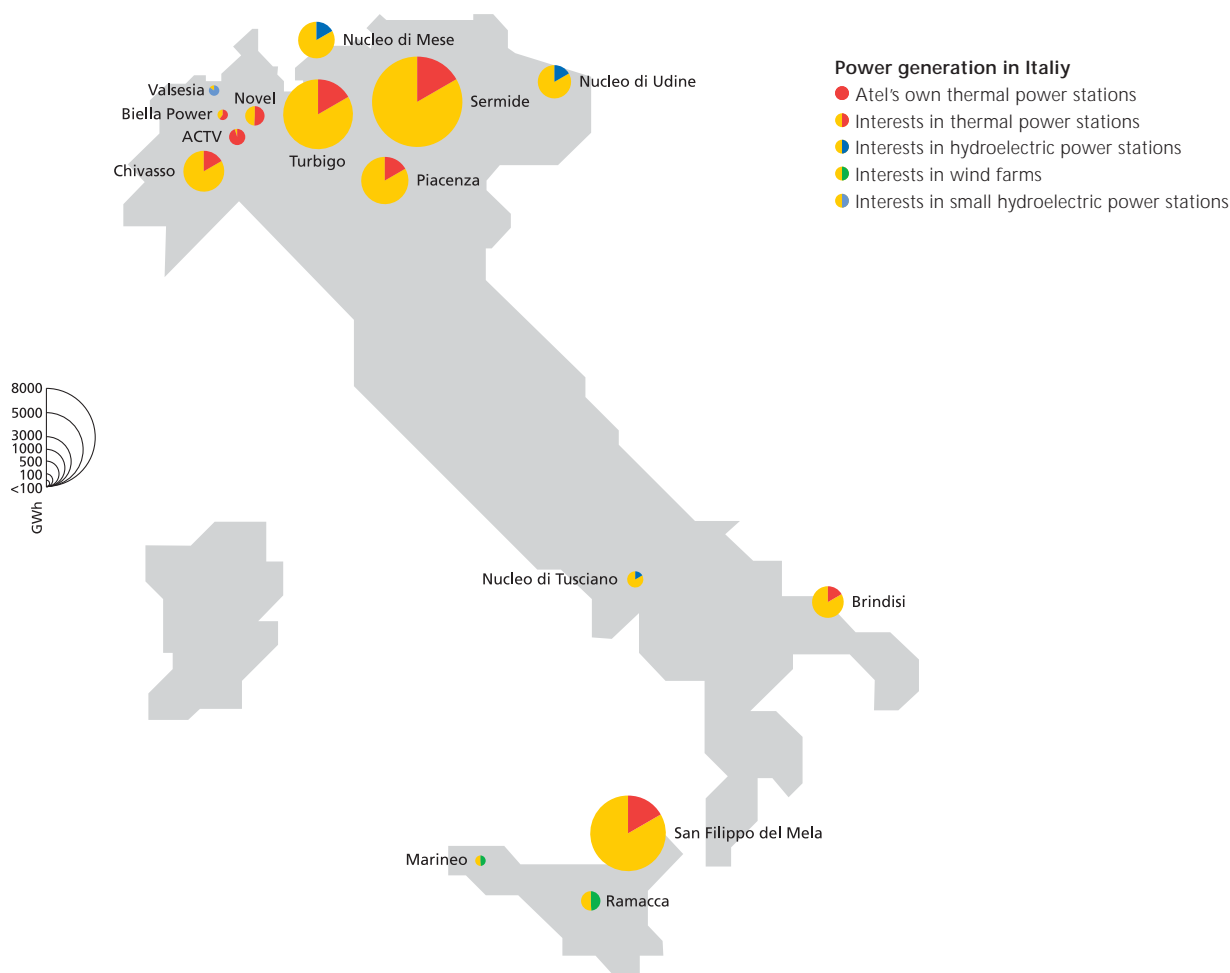 Nucleo di Mese
Valsesia
Biella Power
Novel
ACTV
Chivasso
Turbigo
Sermide
Piacenza
Nucleo di Udine
Power generation in Italiy
Atel's own thermal power stations
Interests in thermal power stations
Interests in hydroelectric power stations
Interests in wind farms
Interests in small hydroelectric power stations
8000
5000
3000
1000
500
100
<100
GWh
Nucleo di Tusciano
Brindisi
San Filippo del Mela
Marineo
Ramacca